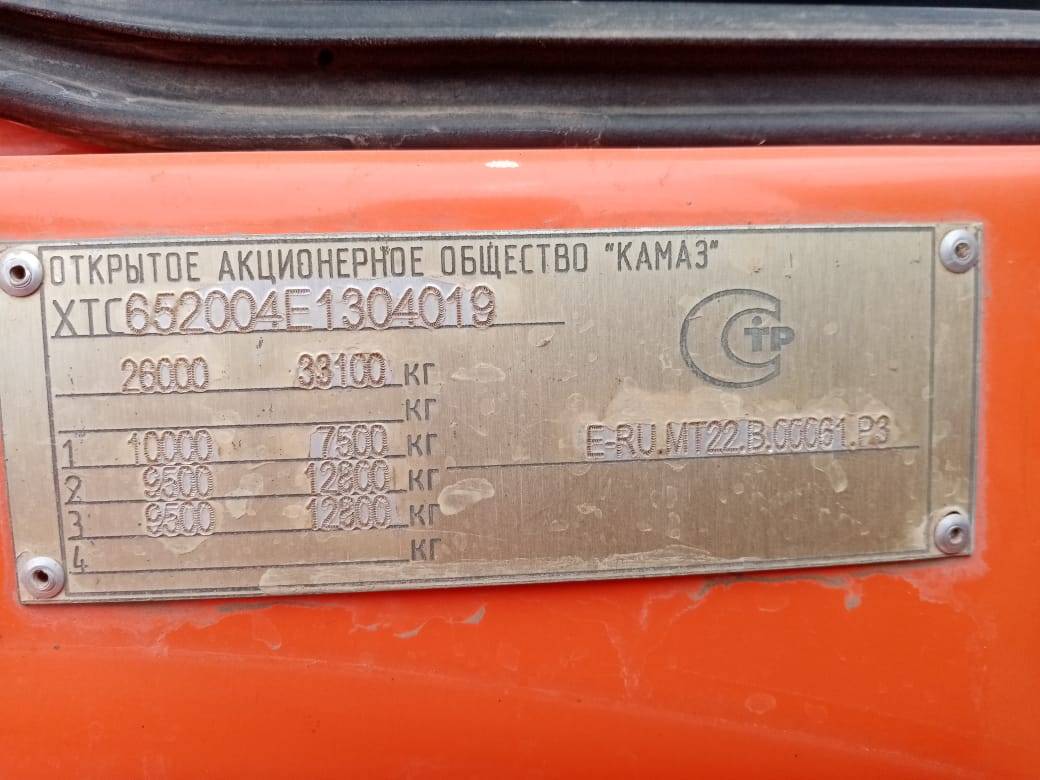 ОТКРЫТОЕ АКЦИОНЕРНОЕ ОБЩЕСТВО "КАМАЗ"
XTC652004E1304019
ТР
26000 33100 кг
кг
1 10000 7500 кг
2 9500 12800 кг
3 9500 12800 кг
4 кг
E-RU.MT22.B.00061.P3